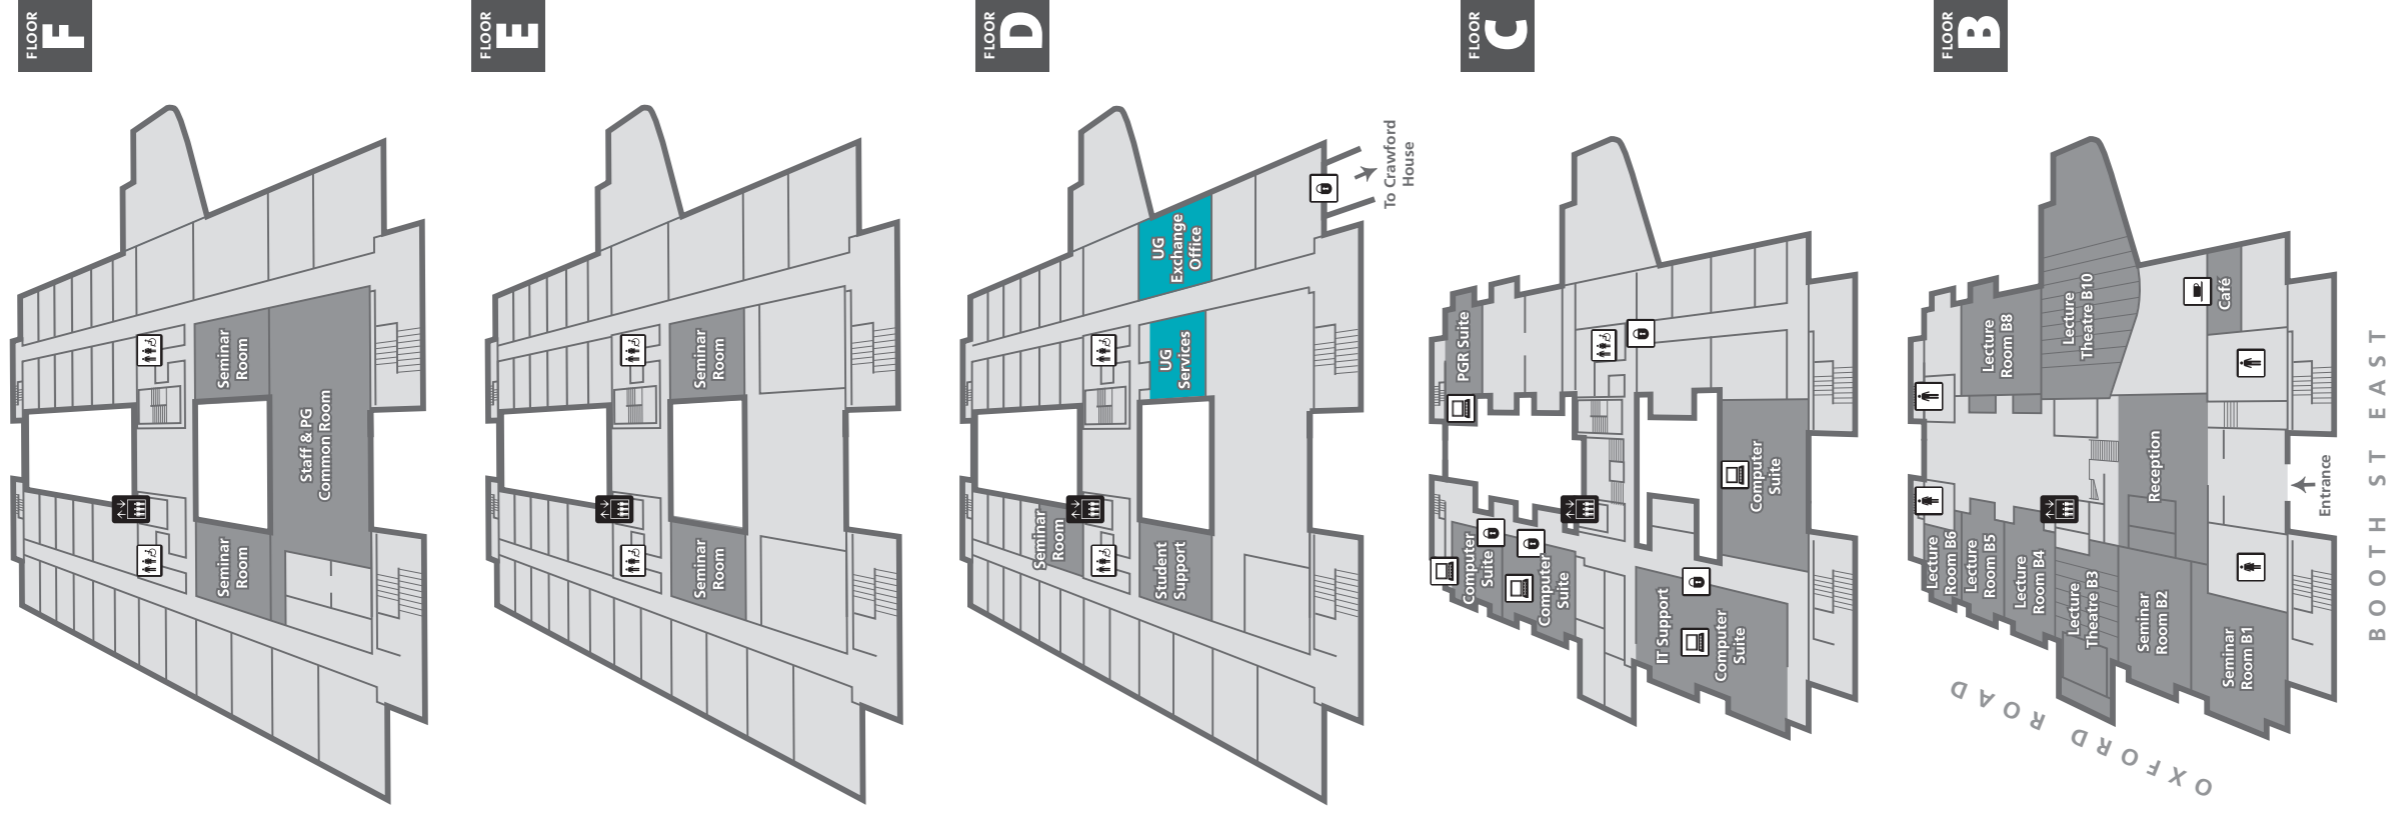 FLOOR
F
Seminar
Room
Staff & PG
Common Room
Seminar
Room
FLOOR
E
Seminar
Room
Seminar
Room
FLOOR
D
UG
Exchange
Office
UG
Services
Seminar
Room
Student
Support
To Crawford
House
FLOOR
C
PGR Suite
Computer
Suite
Computer
Suite
Computer
Suite
IT Support
Computer
Suite
FLOOR
B
Lecture
Room B8
Lecture
Theatre B10
Café
Reception
Lecture
Room B6
Lecture
Room B5
Lecture
Room B4
Lecture
Theatre B3
Seminar
Room B2
Seminar
Room B1
Entrance
OXFORD ROAD
BOOTH ST EAST